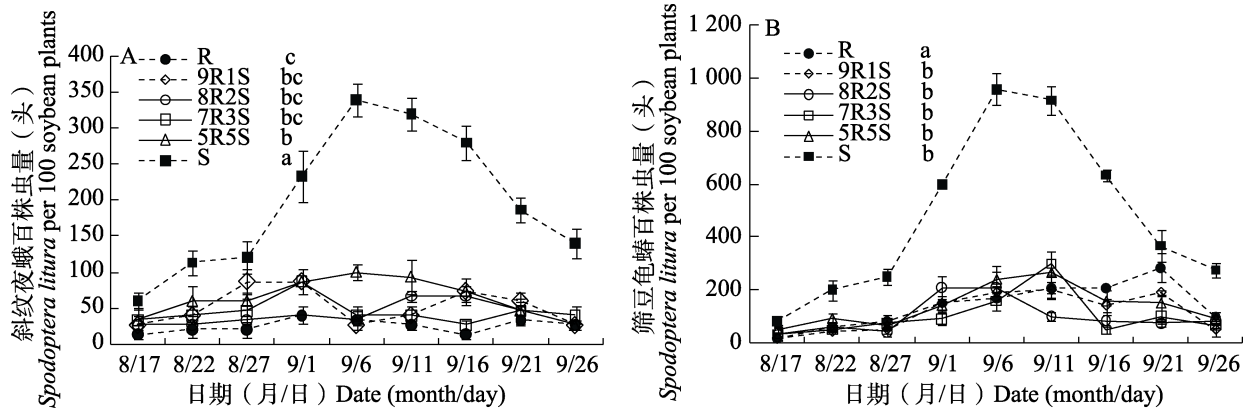 斜纹夜蛾百株虫量（头）
Spodoptera litura per 100 soybean plants
400
350
300
250
200
150
100
50
0
A
R c
9R1S bc
8R2S bc
7R3S bc
5R5S b
S a
8/17 8/22 8/27 9/1 9/6 9/11 9/16 9/21 9/26
日期（月/日）Date (month/day)
筛豆龟蝽百株虫量（头）
Spodoptera litura per 100 soybean plants
1 200
1 000
800
600
400
200
0
B
R a
9R1S b
8R2S b
7R3S b
5R5S b
S b
8/17 8/22 8/27 9/1 9/6 9/11 9/16 9/21 9/26
日期（月/日）Date (month/day)